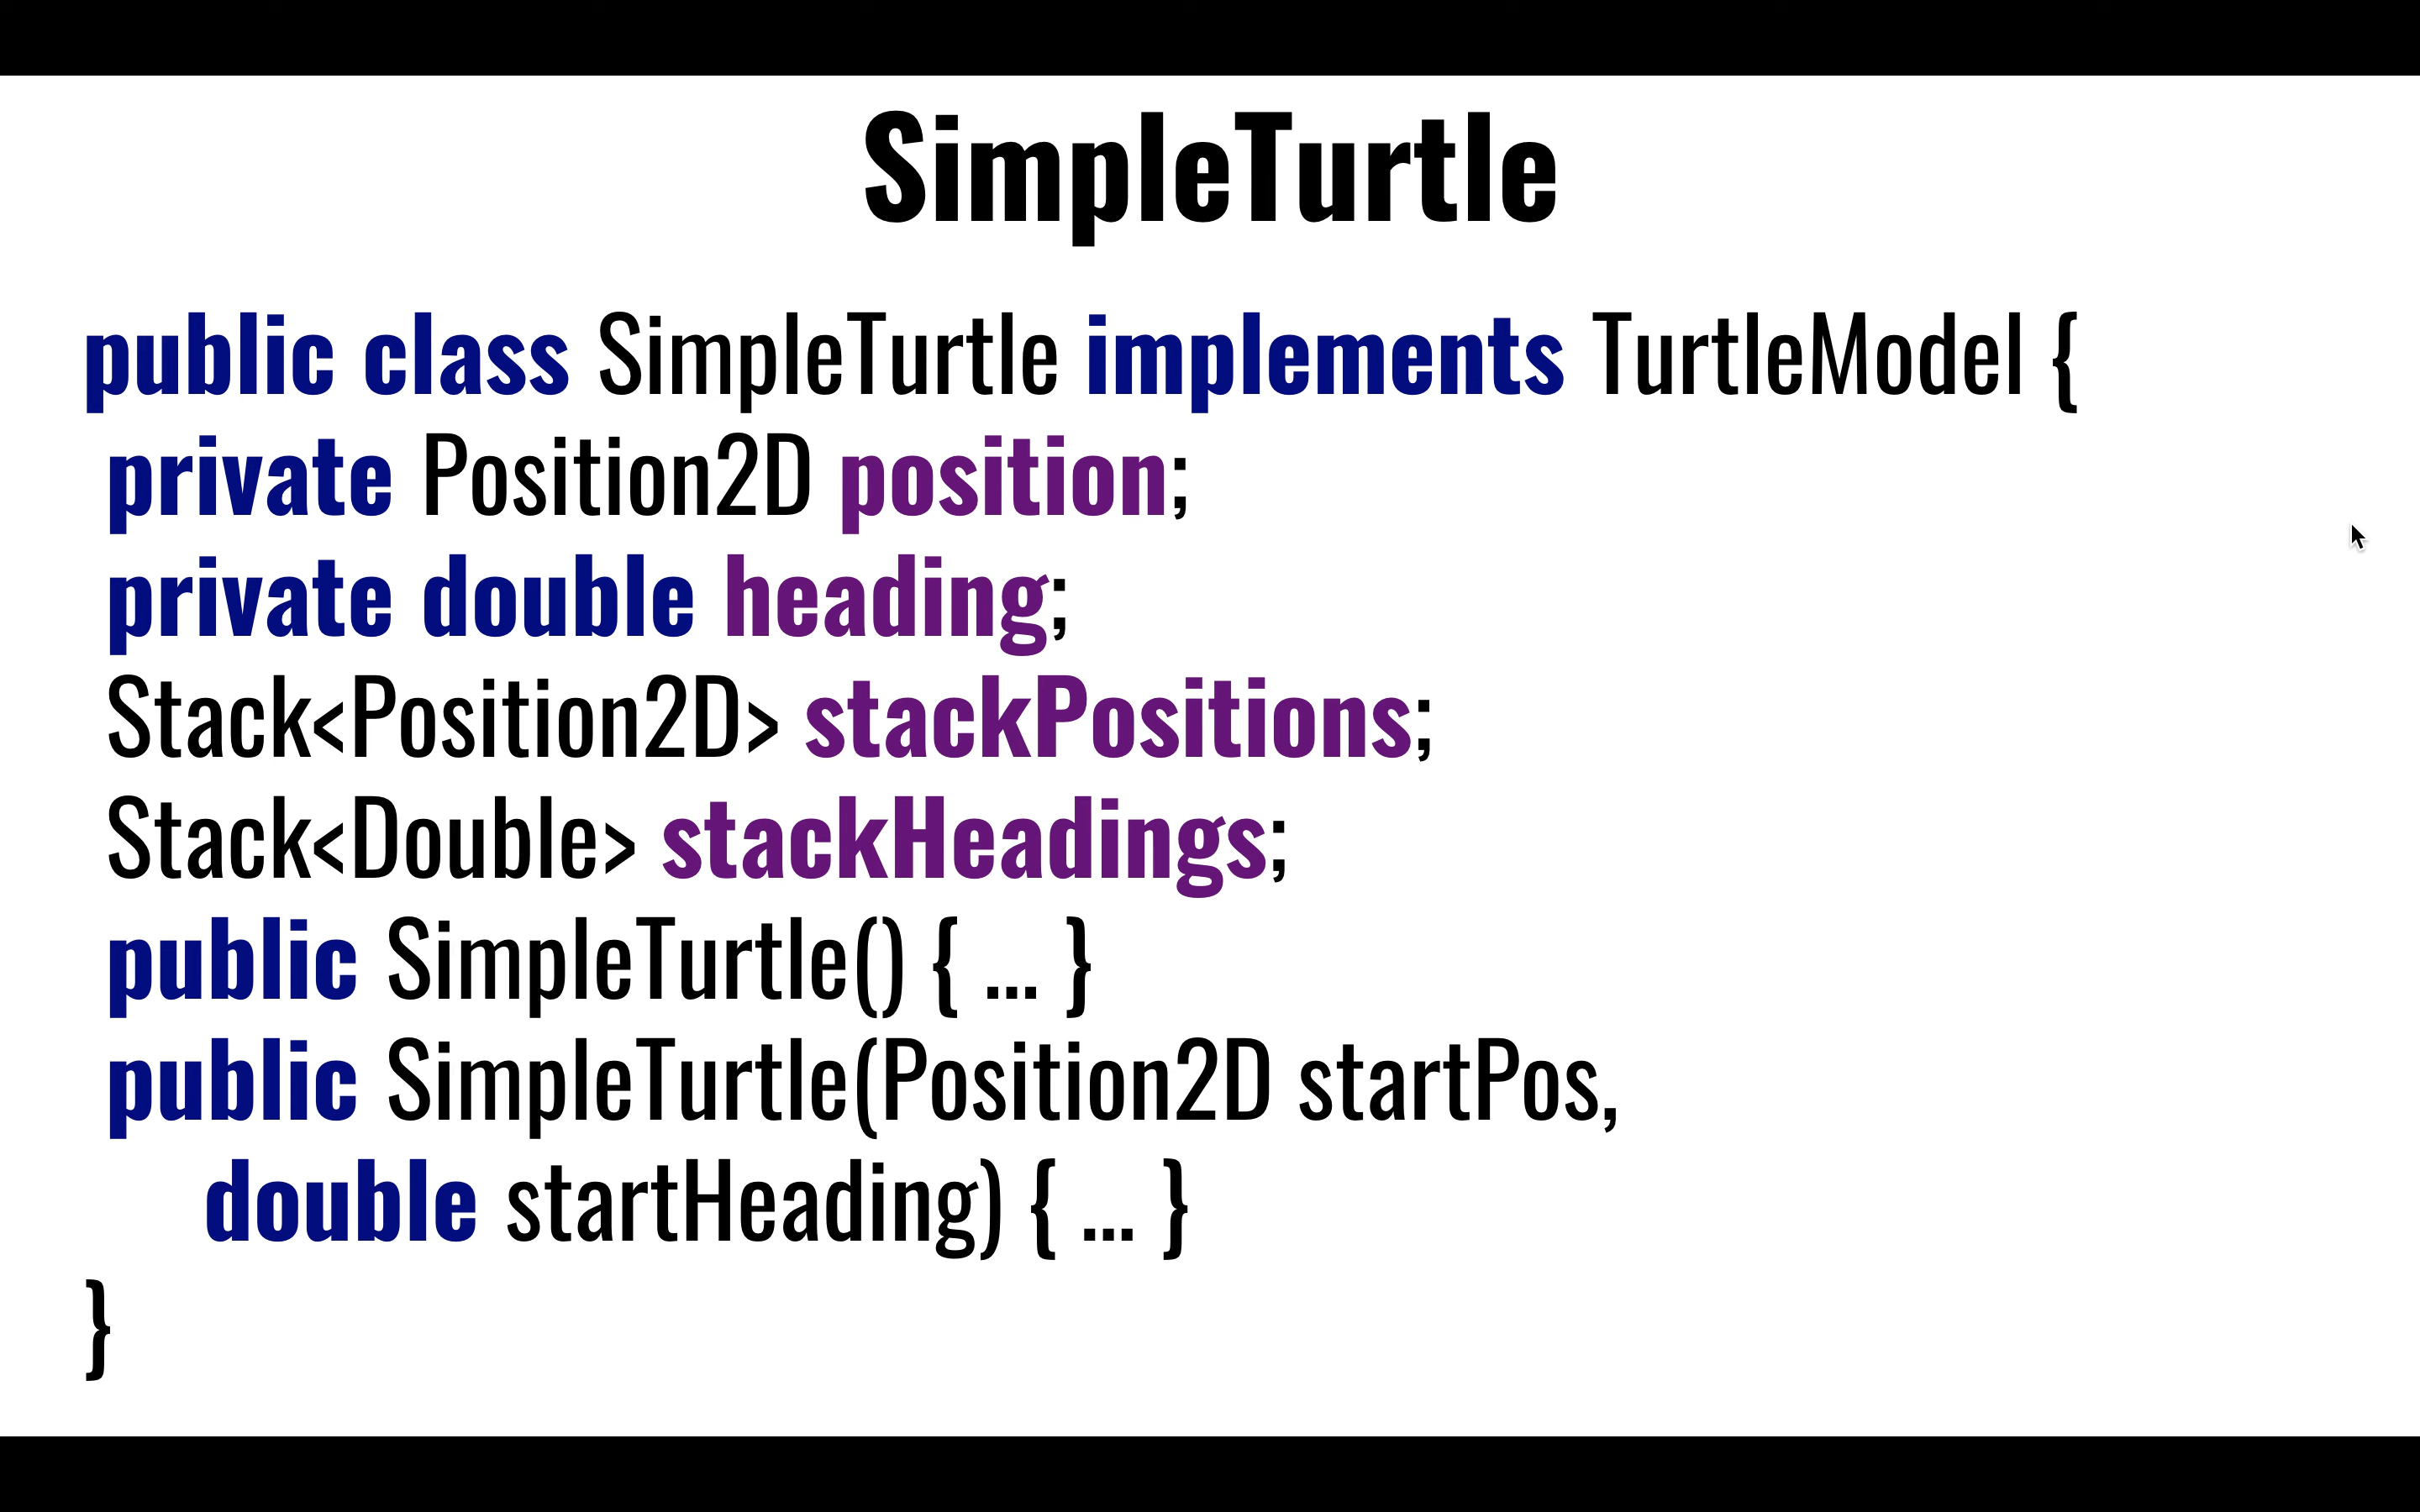 SimpleTurtle
public class SimpleTurtle implements TurtleModel {
private Position2D position;
private double heading;
Stack<Position2D> stackPositions;
Stack<Double> stackHeadings;
public SimpleTurtle() { ... }
public SimpleTurtle(Position2D startPos,
double startHeading) { ... }
}